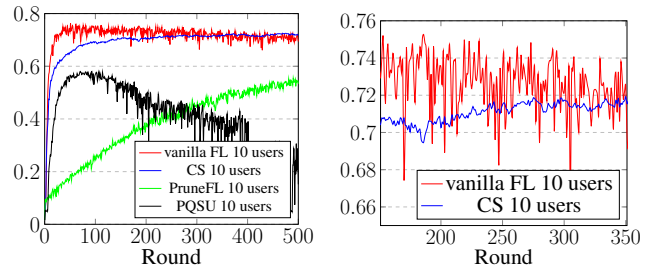 0.8
0.6
0.4
0.2
0
0 100 200 300 400 500
Round
vanilla FL 10 users
CS 10 users
PruneFL 10 users
PQSU 10 users
0.76
0.74
0.72
0.7
0.68
0.66
200 250 300 350
Round
vanilla FL 10 users
CS 10 users